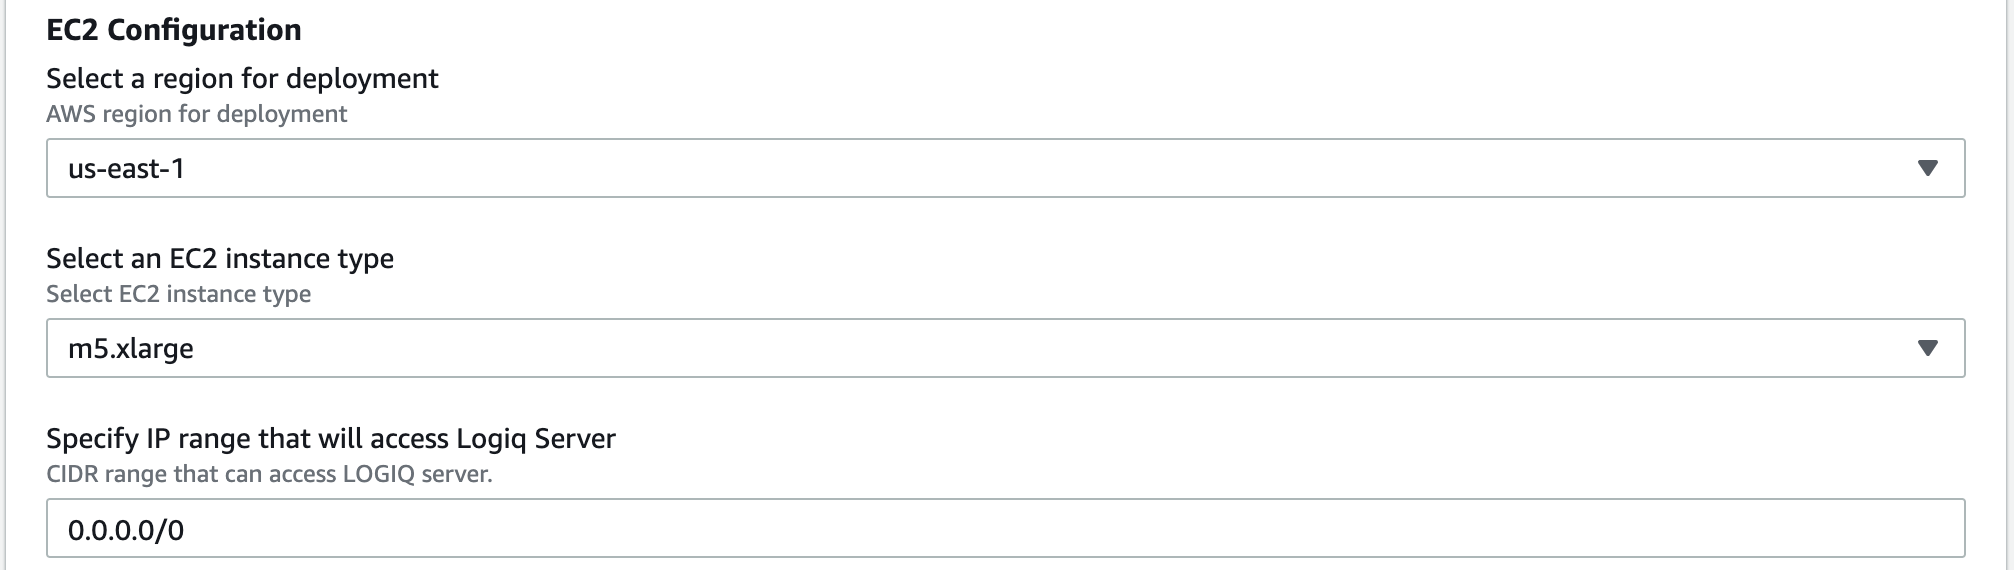 EC2 Configuration
Select a region for deployment
AWS region for deployment
us-east-1
Select an EC2 instance type
Select EC2 instance type
m5.xlarge
Specify IP range that will access Logiq Server
CIDR range that can access LOGIQ server.
0.0.0.0/0